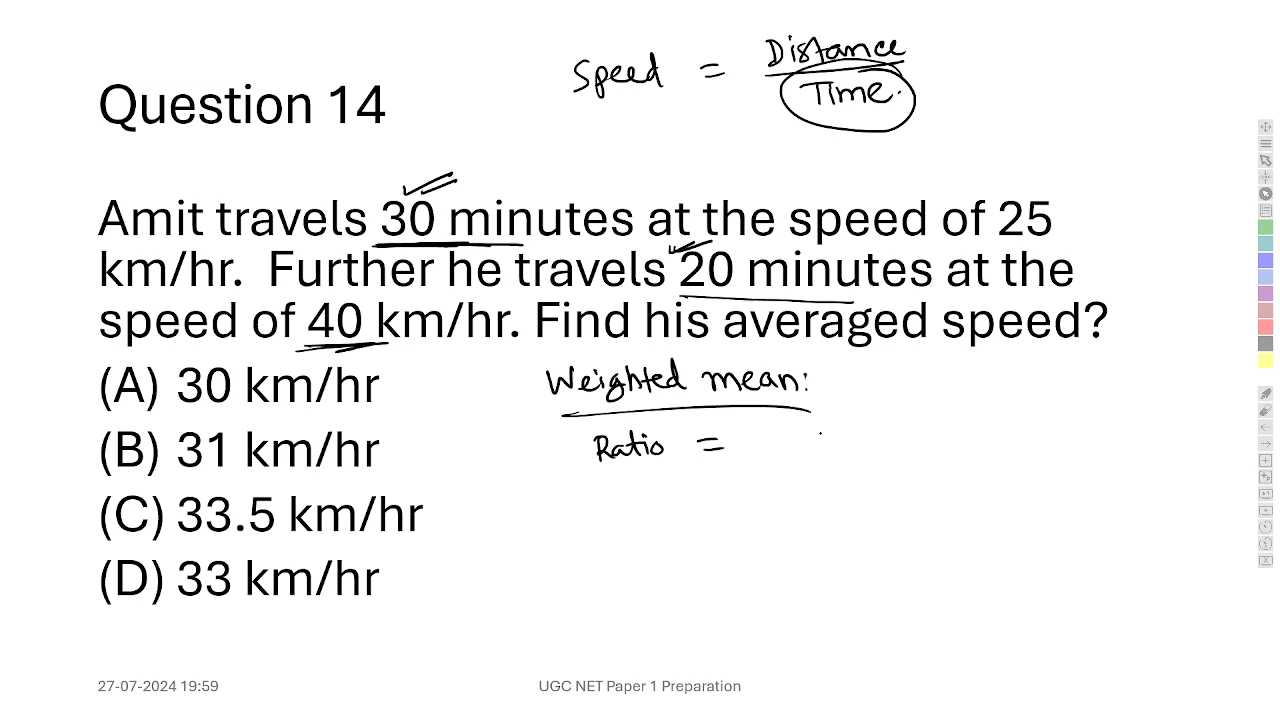 Speed = Distance / Time.
Question 14
Amit travels 30 minutes at the speed of 25
km/hr. Further he travels 20 minutes at the
speed of 40 km/hr. Find his averaged speed?
(A) 30 km/hr
Weighted mean:
(B) 31 km/hr
Ratio =
(C) 33.5 km/hr
(D) 33 km/hr
27-07-2024 19:59
UGC NET Paper 1 Preparation